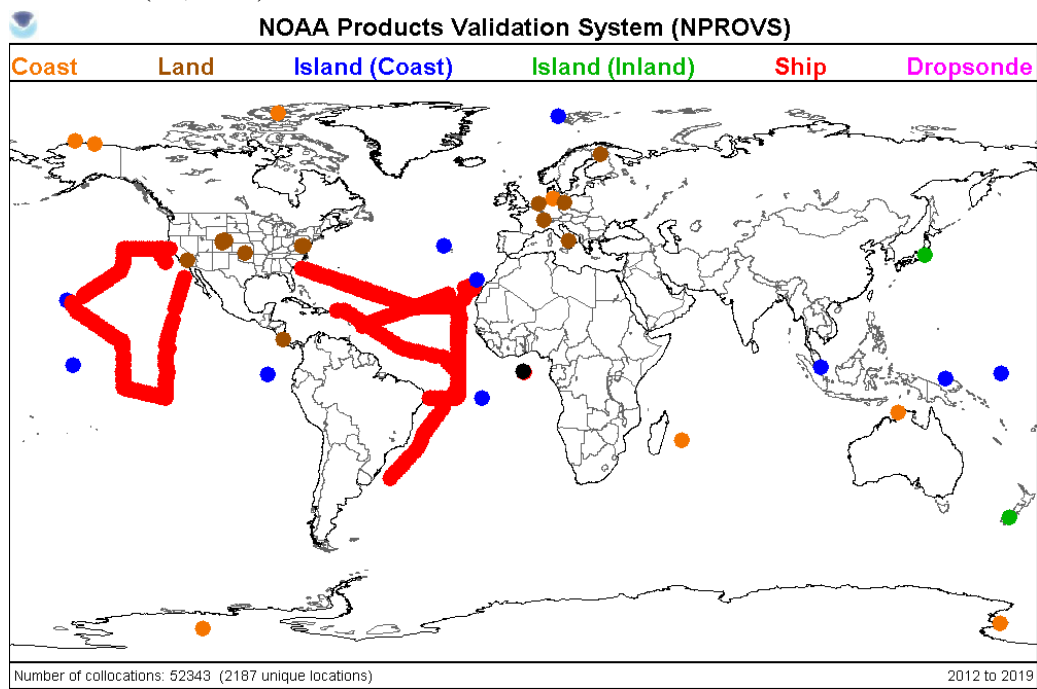 NOAA Products Validation System (NPROVS)
Coast Land Island (Coast) Island (Inland) Ship Dropsonde
Number of collocations: 52343 (2187 unique locations) 2012 to 2019